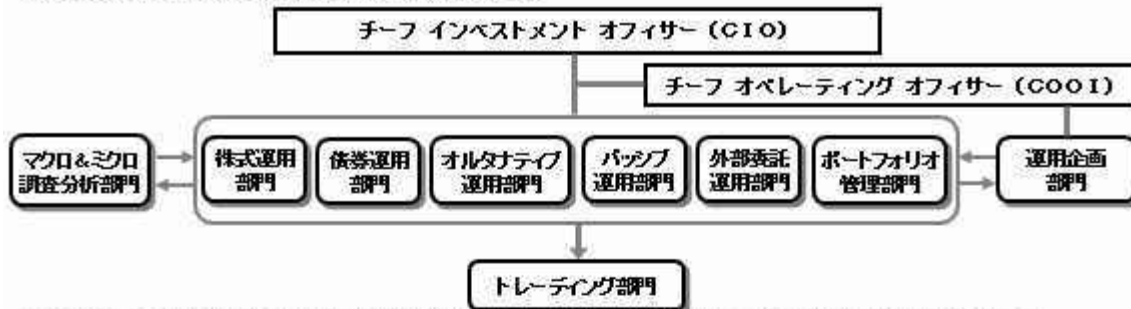 チーフ インベストメント オフィサー (CIO)
チーフ オペレーティング オフィサー (COOI)
マクロ&ミクロ
調査分析部門
株式運用
部門
債券運用
部門
オルタナティブ
運用部門
パッシブ
運用部門
外部委託
運用部門
ポートフォリオ
管理部門
運用企画
部門
トレーディング部門